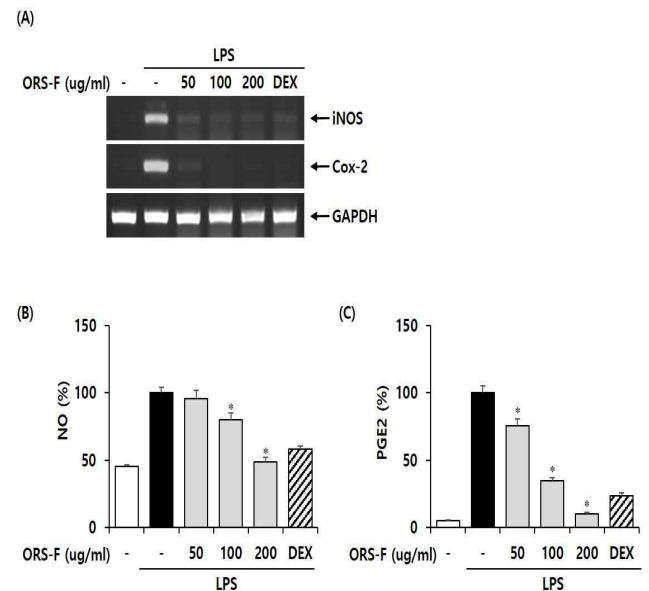 (A)
LPS
ORS-F (ug/ml) - - 50 100 200 DEX
iNOS
Cox-2
GAPDH
(B)
NO (%)
150
100
50
0
* *
ORS-F (ug/ml) - - 50 100 200 DEX
LPS
(C)
PGE2 (%)
150
100
50
0
* * *
ORS-F (ug/ml) - - 50 100 200 DEX
LPS